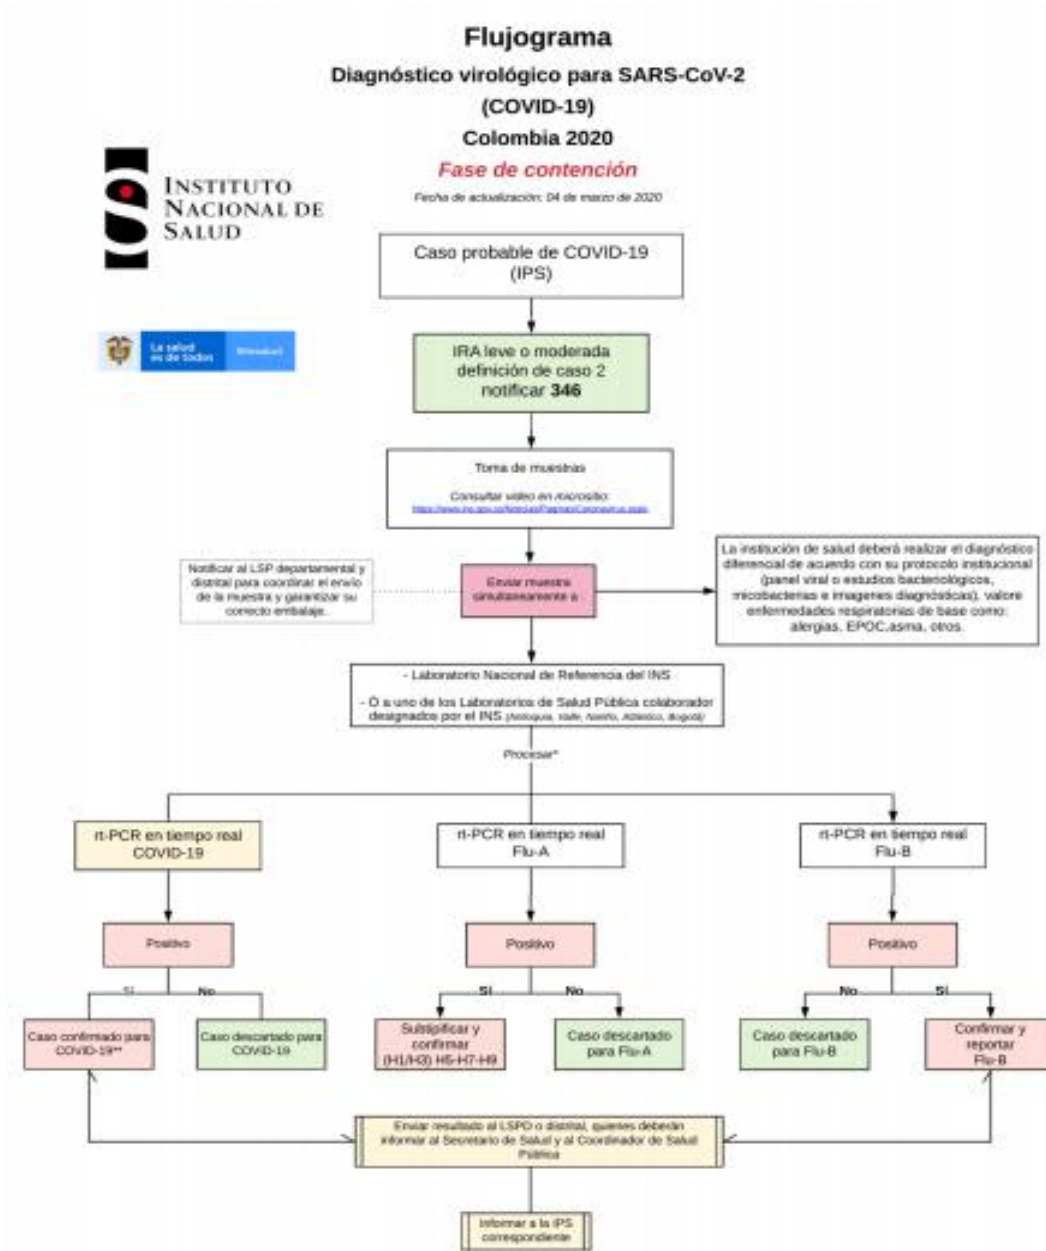 Flujograma
Diagnóstico virológico para SARS-CoV-2
(COVID-19)
Colombia 2020
Fase de contención
Fecha de actualización: 04 de marzo de 2020
INSTITUTO
NACIONAL DE
SALUD
La salud
es de todos
Minsalud
Caso probable de COVID-19
(IPS)
IRA leve o moderada
definición de caso 2
notificar 346
Toma de muestras
Consultar video en micrositio:
Notificar al LSP departamental y
distrital para coordinar el envío
de la muestra y garantizar su
correcto embalaje.
Enviar muestra
simultaneamente a
La institución de salud deberá realizar el diagnóstico
diferencial de acuerdo con su protocolo institucional
(panel viral o estudios bacteriológicos,
micobacterias e imagenes diagnósticas), valore
enfermedades respiratorias de base como:
alergias, EPOC,asma, otros.
- Laboratorio Nacional de Referencia del INS
- O a uno de los Laboratorios de Salud Pública colaborador
designados por el INS (Antioquia, Valle, Nariño, Atlántico, Bogotá)
Procesar*
rt-PCR en tiempo real
COVID-19
rt-PCR en tiempo real
Flu-A
rt-PCR en tiempo real
Flu-B
Positivo
Positivo
Positivo
Sí
No
Sí
No
No
Sí
Caso confirmado para
COVID-19**
Caso descartado para
COVID-19
Subtipificar y
confirmar
(H1/H3) H5-H7-H9
Caso descartado
para Flu-A
Caso descartado
para Flu-B
Confirmar y
reportar
Flu-B
Enviar resultado al LSPD o distrital, quienes deberán
informar al Secretario de Salud y al Coordinador de Salud
Pública
Informar a la IPS
correspondiente